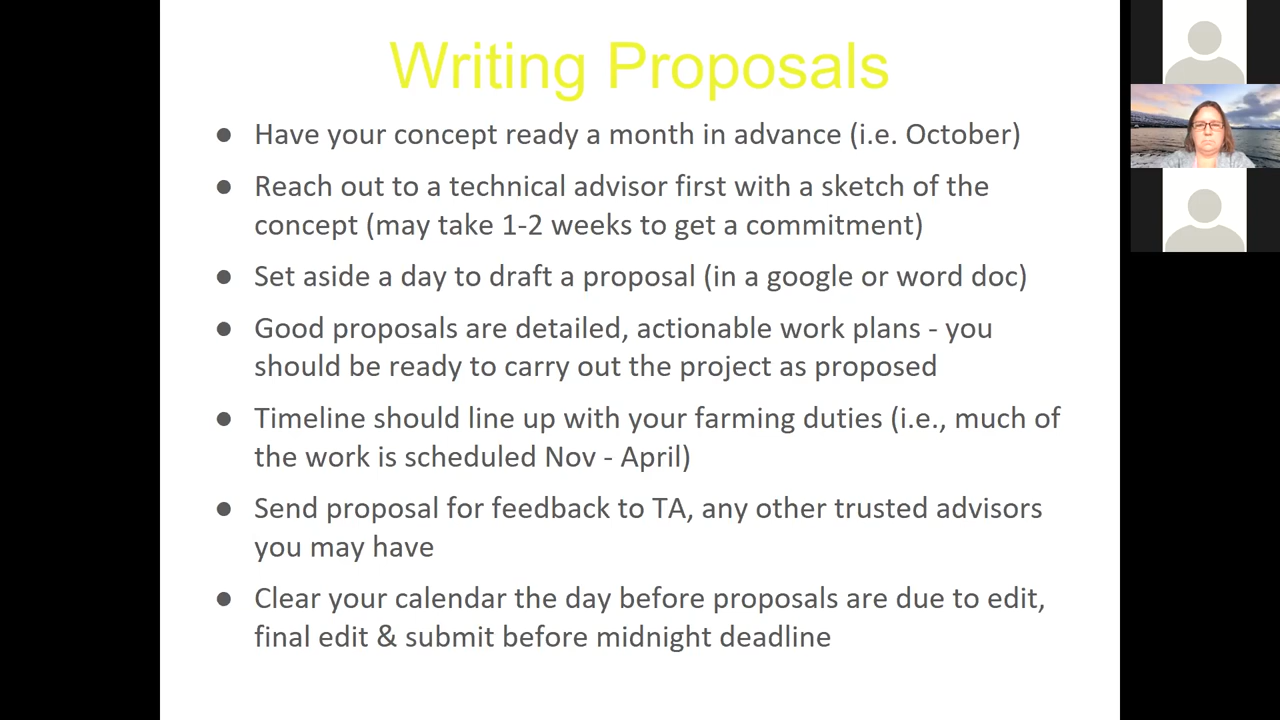 Writing Proposals
● Have your concept ready a month in advance (i.e. October)
● Reach out to a technical advisor first with a sketch of the
concept (may take 1-2 weeks to get a commitment)
● Set aside a day to draft a proposal (in a google or word doc)
● Good proposals are detailed, actionable work plans - you
should be ready to carry out the project as proposed
● Timeline should line up with your farming duties (i.e., much of
the work is scheduled Nov - April)
● Send proposal for feedback to TA, any other trusted advisors
you may have
● Clear your calendar the day before proposals are due to edit,
final edit & submit before midnight deadline